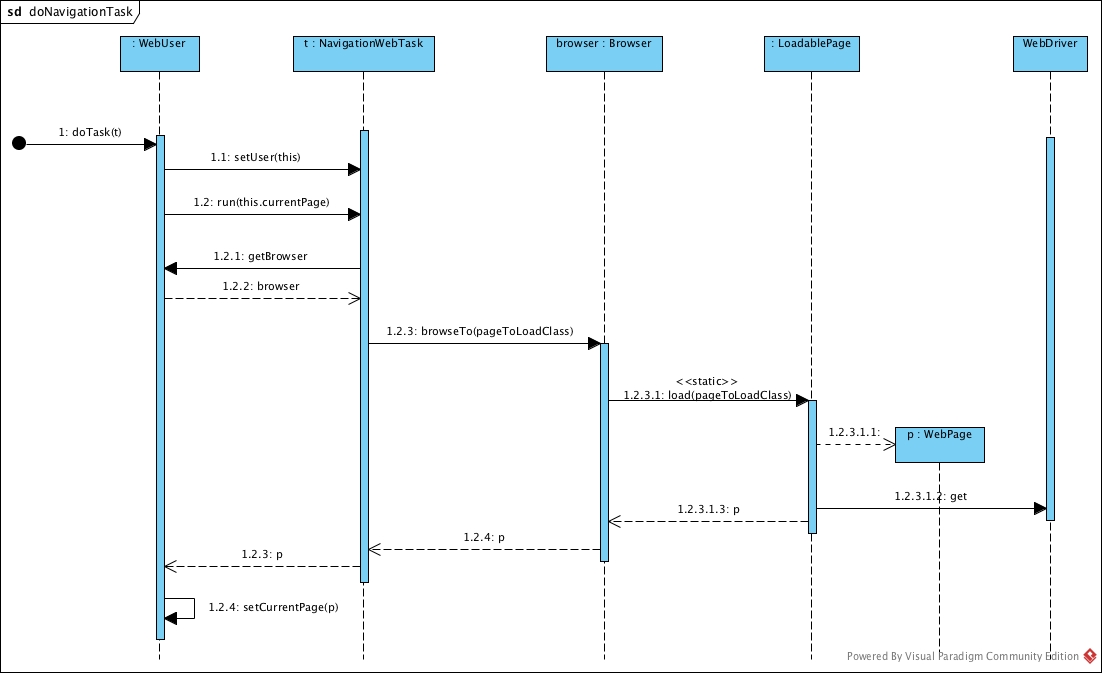 sd doNavigationTask
: WebUser
t : NavigationWebTask
browser : Browser
: LoadablePage
WebDriver
1: doTask(t)
1.1: setUser(this)
1.2: run(this.currentPage)
1.2.1: getBrowser
1.2.2: browser
1.2.3: browseTo(pageToLoadClass)
<<static>>
1.2.3.1: load(pageToLoadClass)
1.2.3.1.1:
p : WebPage
1.2.3.1.2: get
1.2.3.1.3: p
1.2.4: p
1.2.3: p
1.2.4: setCurrentPage(p)
Powered By Visual Paradigm Community Edition